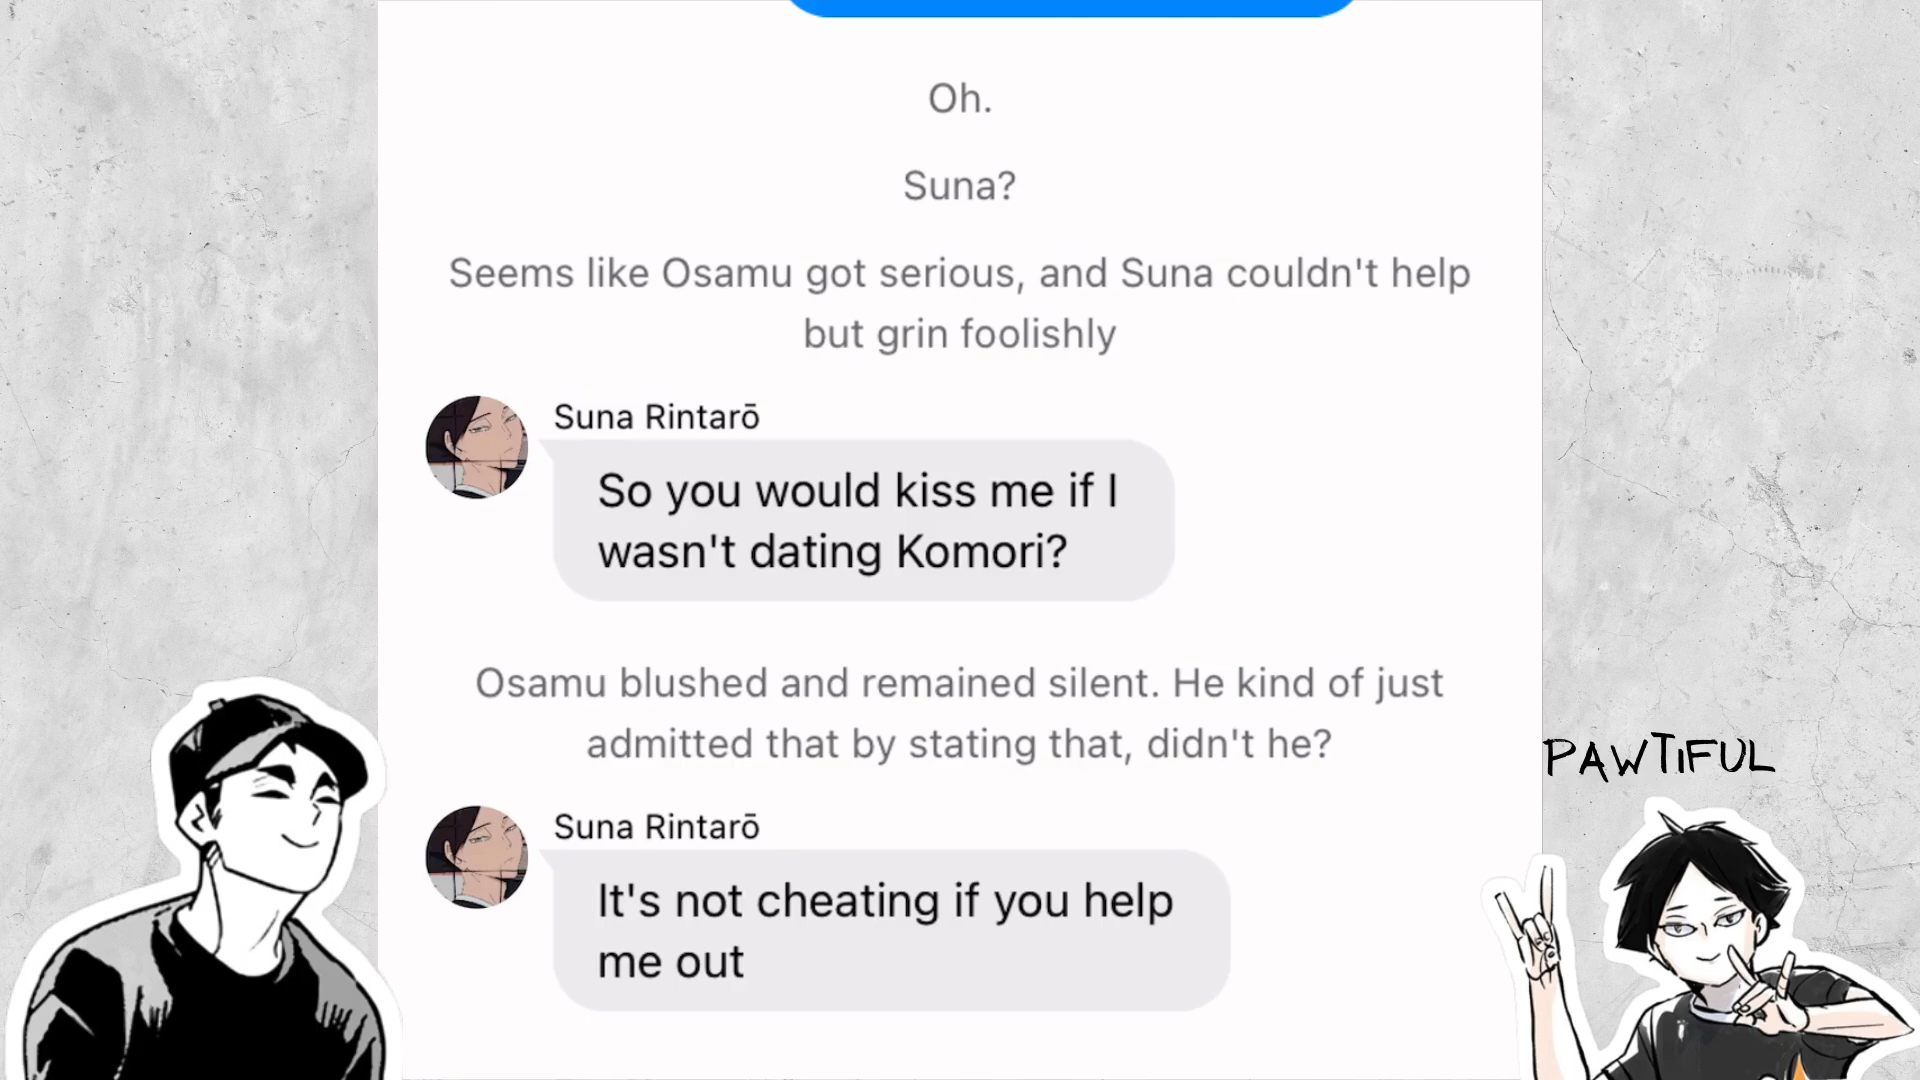 Oh.
Suna?
Seems like Osamu got serious, and Suna couldn't help
but grin foolishly
Suna Rintarō
So you would kiss me if I
wasn't dating Komori?
Osamu blushed and remained silent. He kind of just
admitted that by stating that, didn't he?
PAWTIFUL
Suna Rintarō
It's not cheating if you help
me out